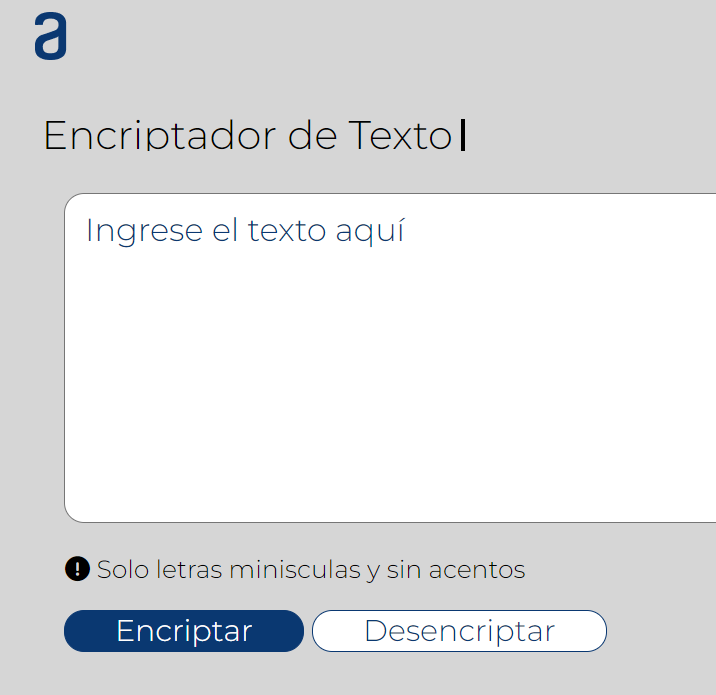 a
Encriptador de Texto
Ingrese el texto aquí
Solo letras minisculas y sin acentos
Encriptar Desencriptar